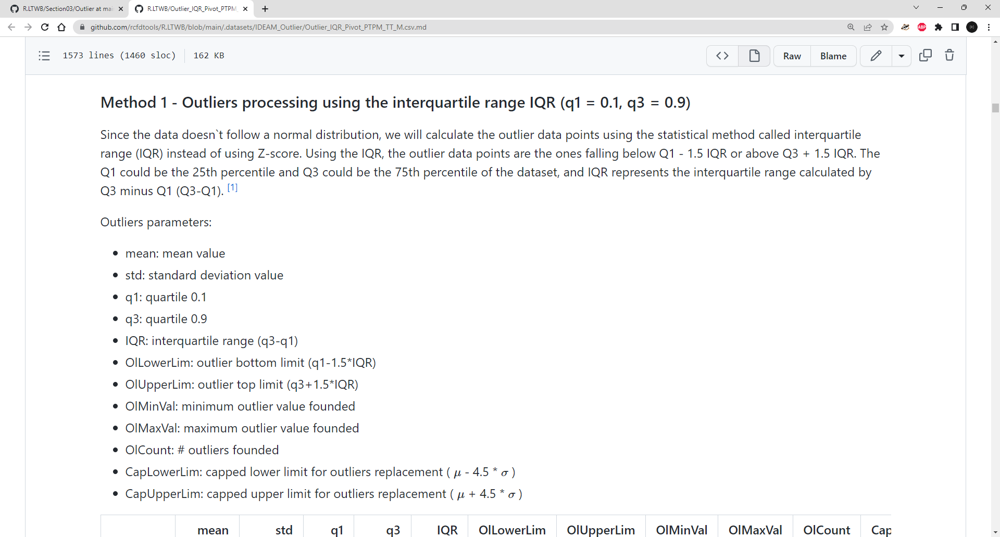 R.LTWB/Section03/Outlier at mai
R.LTWB/Outlier_IQR_Pivot_PTPM_
github.com/rcfdtools/R.LTWB/blob/main/.datasets/IDEAM_Outlier/Outlier_IQR_Pivot_PTPM_TT_M.csv.md
ABP
1573 lines (1460 sloc) 162 KB
Raw Blame
Method 1 - Outliers processing using the interquartile range IQR (q1 = 0.1, q3 = 0.9)
Since the data doesn`t follow a normal distribution, we will calculate the outlier data points using the statistical method called interquartile
range (IQR) instead of using Z-score. Using the IQR, the outlier data points are the ones falling below Q1 - 1.5 IQR or above Q3 + 1.5 IQR. The
Q1 could be the 25th percentile and Q3 could be the 75th percentile of the dataset, and IQR represents the interquartile range calculated by
Q3 minus Q1 (Q3-Q1). [1]
Outliers parameters:
• mean: mean value
• std: standard deviation value
• q1: quartile 0.1
• q3: quartile 0.9
• IQR: interquartile range (q3-q1)
• OlLowerLim: outlier bottom limit (q1-1.5*IQR)
• OlUpperLim: outlier top limit (q3+1.5*IQR)
• OlMinVal: minimum outlier value founded
• OlMaxVal: maximum outlier value founded
• OlCount: # outliers founded
• CapLowerLim: capped lower limit for outliers replacement ( μ - 4.5 * σ )
• CapUpperLim: capped upper limit for outliers replacement ( μ + 4.5 * σ )
mean std q1 q3 IQR OlLowerLim OlUpperLim OlMinVal OlMaxVal OlCount Cap